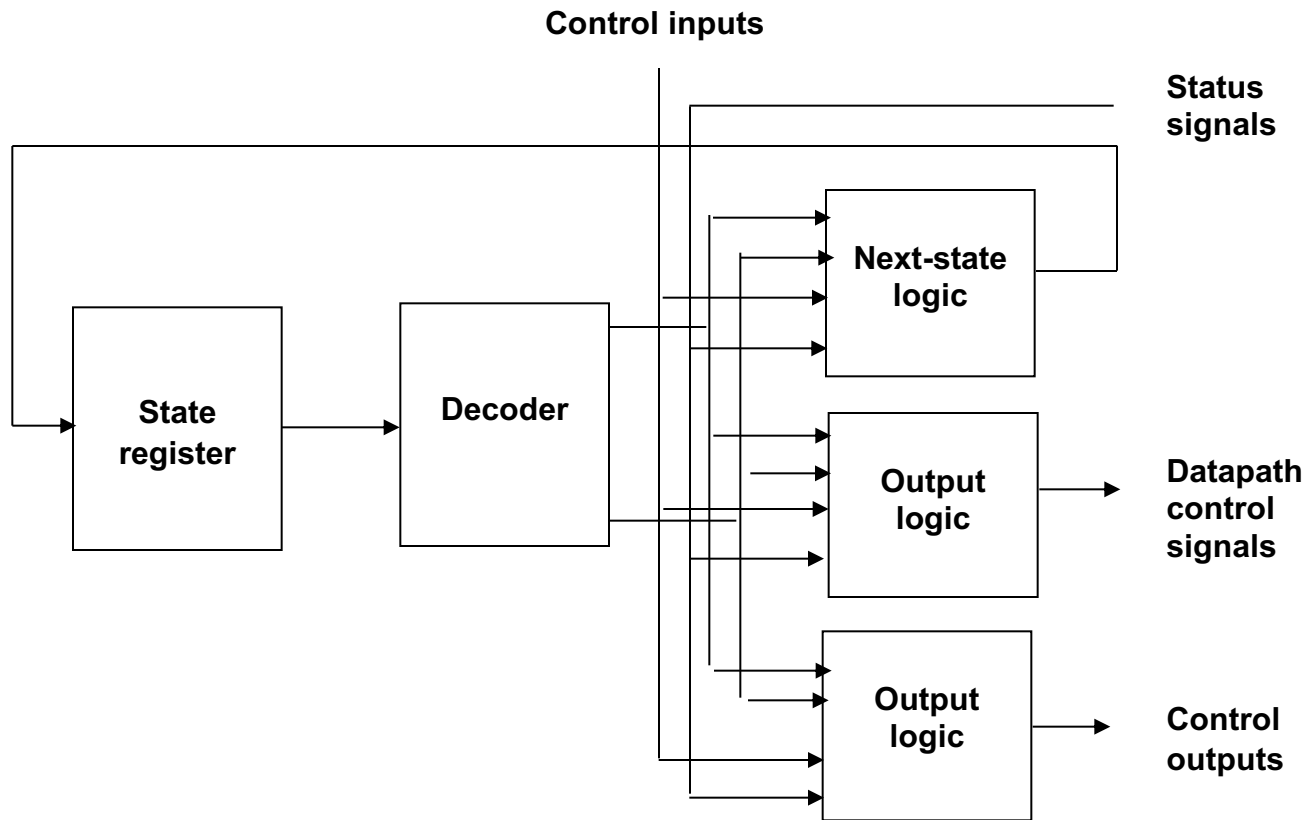 Control inputs
Status
signals
Next-state
logic
State
register
Decoder
Output
logic
Datapath
control
signals
Output
logic
Control
outputs